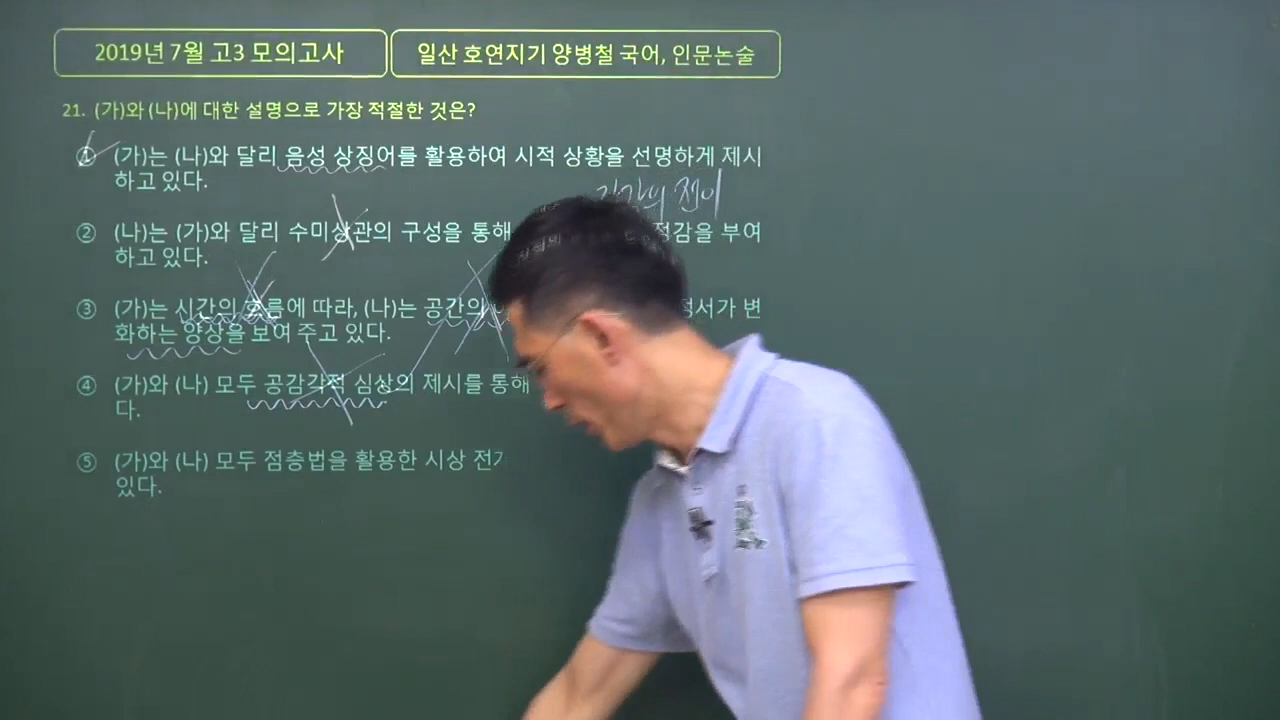 2019년 7월 고3 모의고사
일산 호연지기 양병철 국어, 인문논술
21. (가)와 (나)에 대한 설명으로 가장 적절한 것은?
① (가)는 (나)와 달리 음성 상징어를 활용하여 시적 상황을 선명하게 제시
하고 있다.
전이
② (나)는 (가)와 달리 수미상관의 구성을 통해 부여
하고 있다.
③ (가)는 시간의 흐름에 따라, (나)는 공간의 변
화하는 양상을 보여 주고 있다.
④ (가)와 (나) 모두 공감각적 심상의 제시를 통해
다.
⑤ (가)와 (나) 모두 점층법을 활용한 시상
있다.